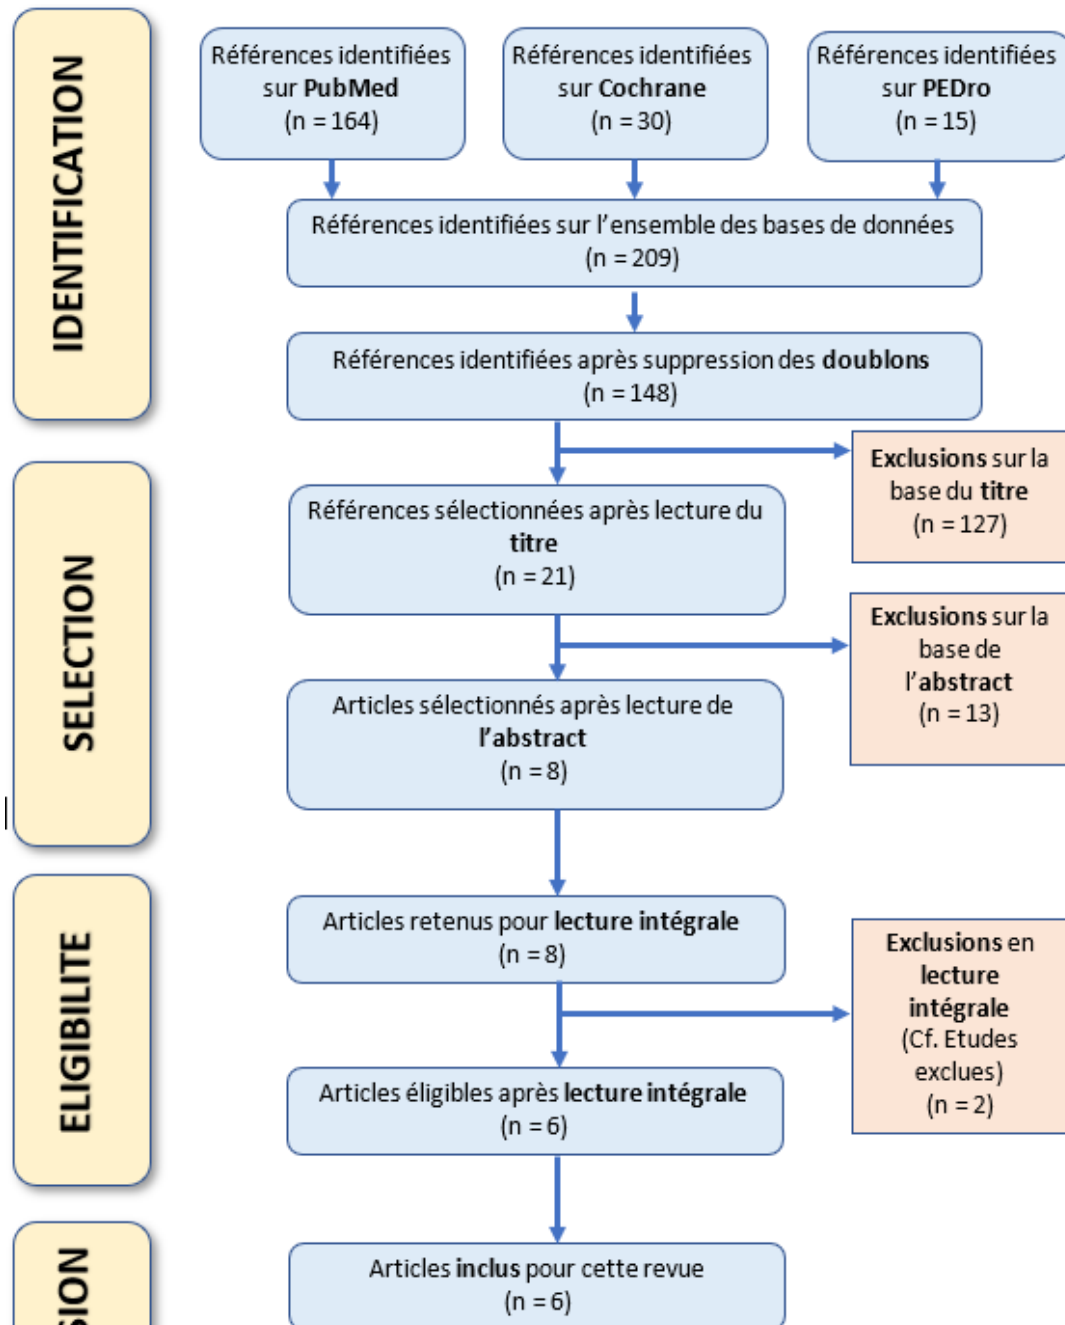 IDENTIFICATION
Références identifiées
sur PubMed
(n = 164)
Références identifiées
sur Cochrane
(n = 30)
Références identifiées
sur PEDro
(n = 15)
Références identifiées sur l’ensemble des bases de données
(n = 209)
Références identifiées après suppression des doublons
(n = 148)
Exclusions sur la
base du titre
(n = 127)
SELECTION
Références sélectionnées après lecture du
titre
(n = 21)
Exclusions sur la
base de
l’abstract
(n = 13)
Articles sélectionnés après lecture de
l’abstract
(n = 8)
ELIGIBILITE
Articles retenus pour lecture intégrale
(n = 8)
Exclusions en
lecture
intégrale
(Cf. Etudes
exclues)
(n = 2)
Articles éligibles après lecture intégrale
(n = 6)
SION
Articles inclus pour cette revue
(n = 6)